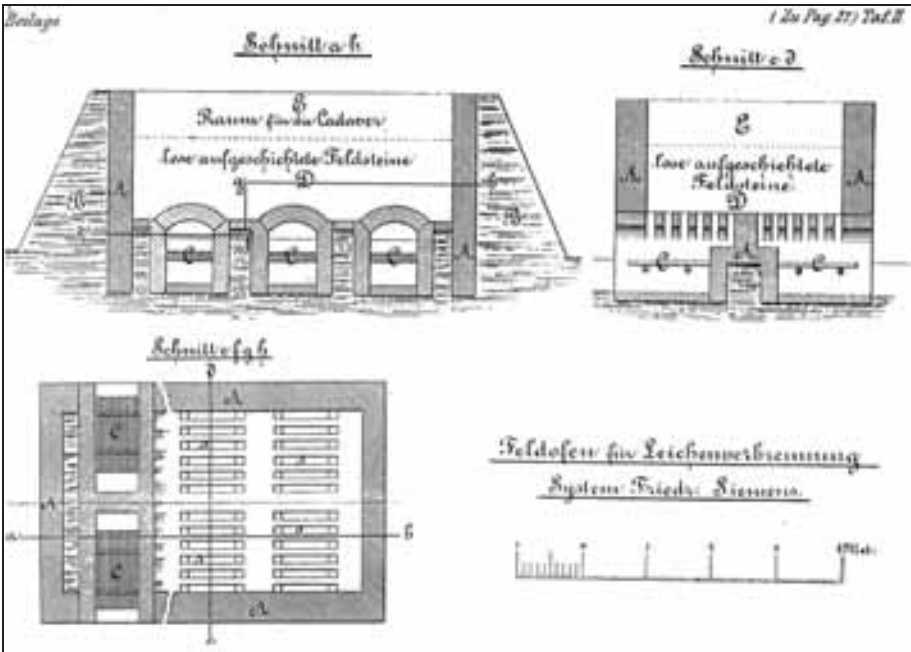 Beilage
(Zu Pag. 27) Taf. II
Schnitt a b
Schnitt c d
E
Raum für die Cadaver
lose aufgeschichtete Feldsteine
D
A
B
B
A
C
C
C
E
lose aufgeschichtete
Feldsteine
D
A
A
A
C
C
Schnitt e f g h
d
A
C
A
a
b
C
A
Feldofen für Leichenverbrennung
System Friedr. Siemens.